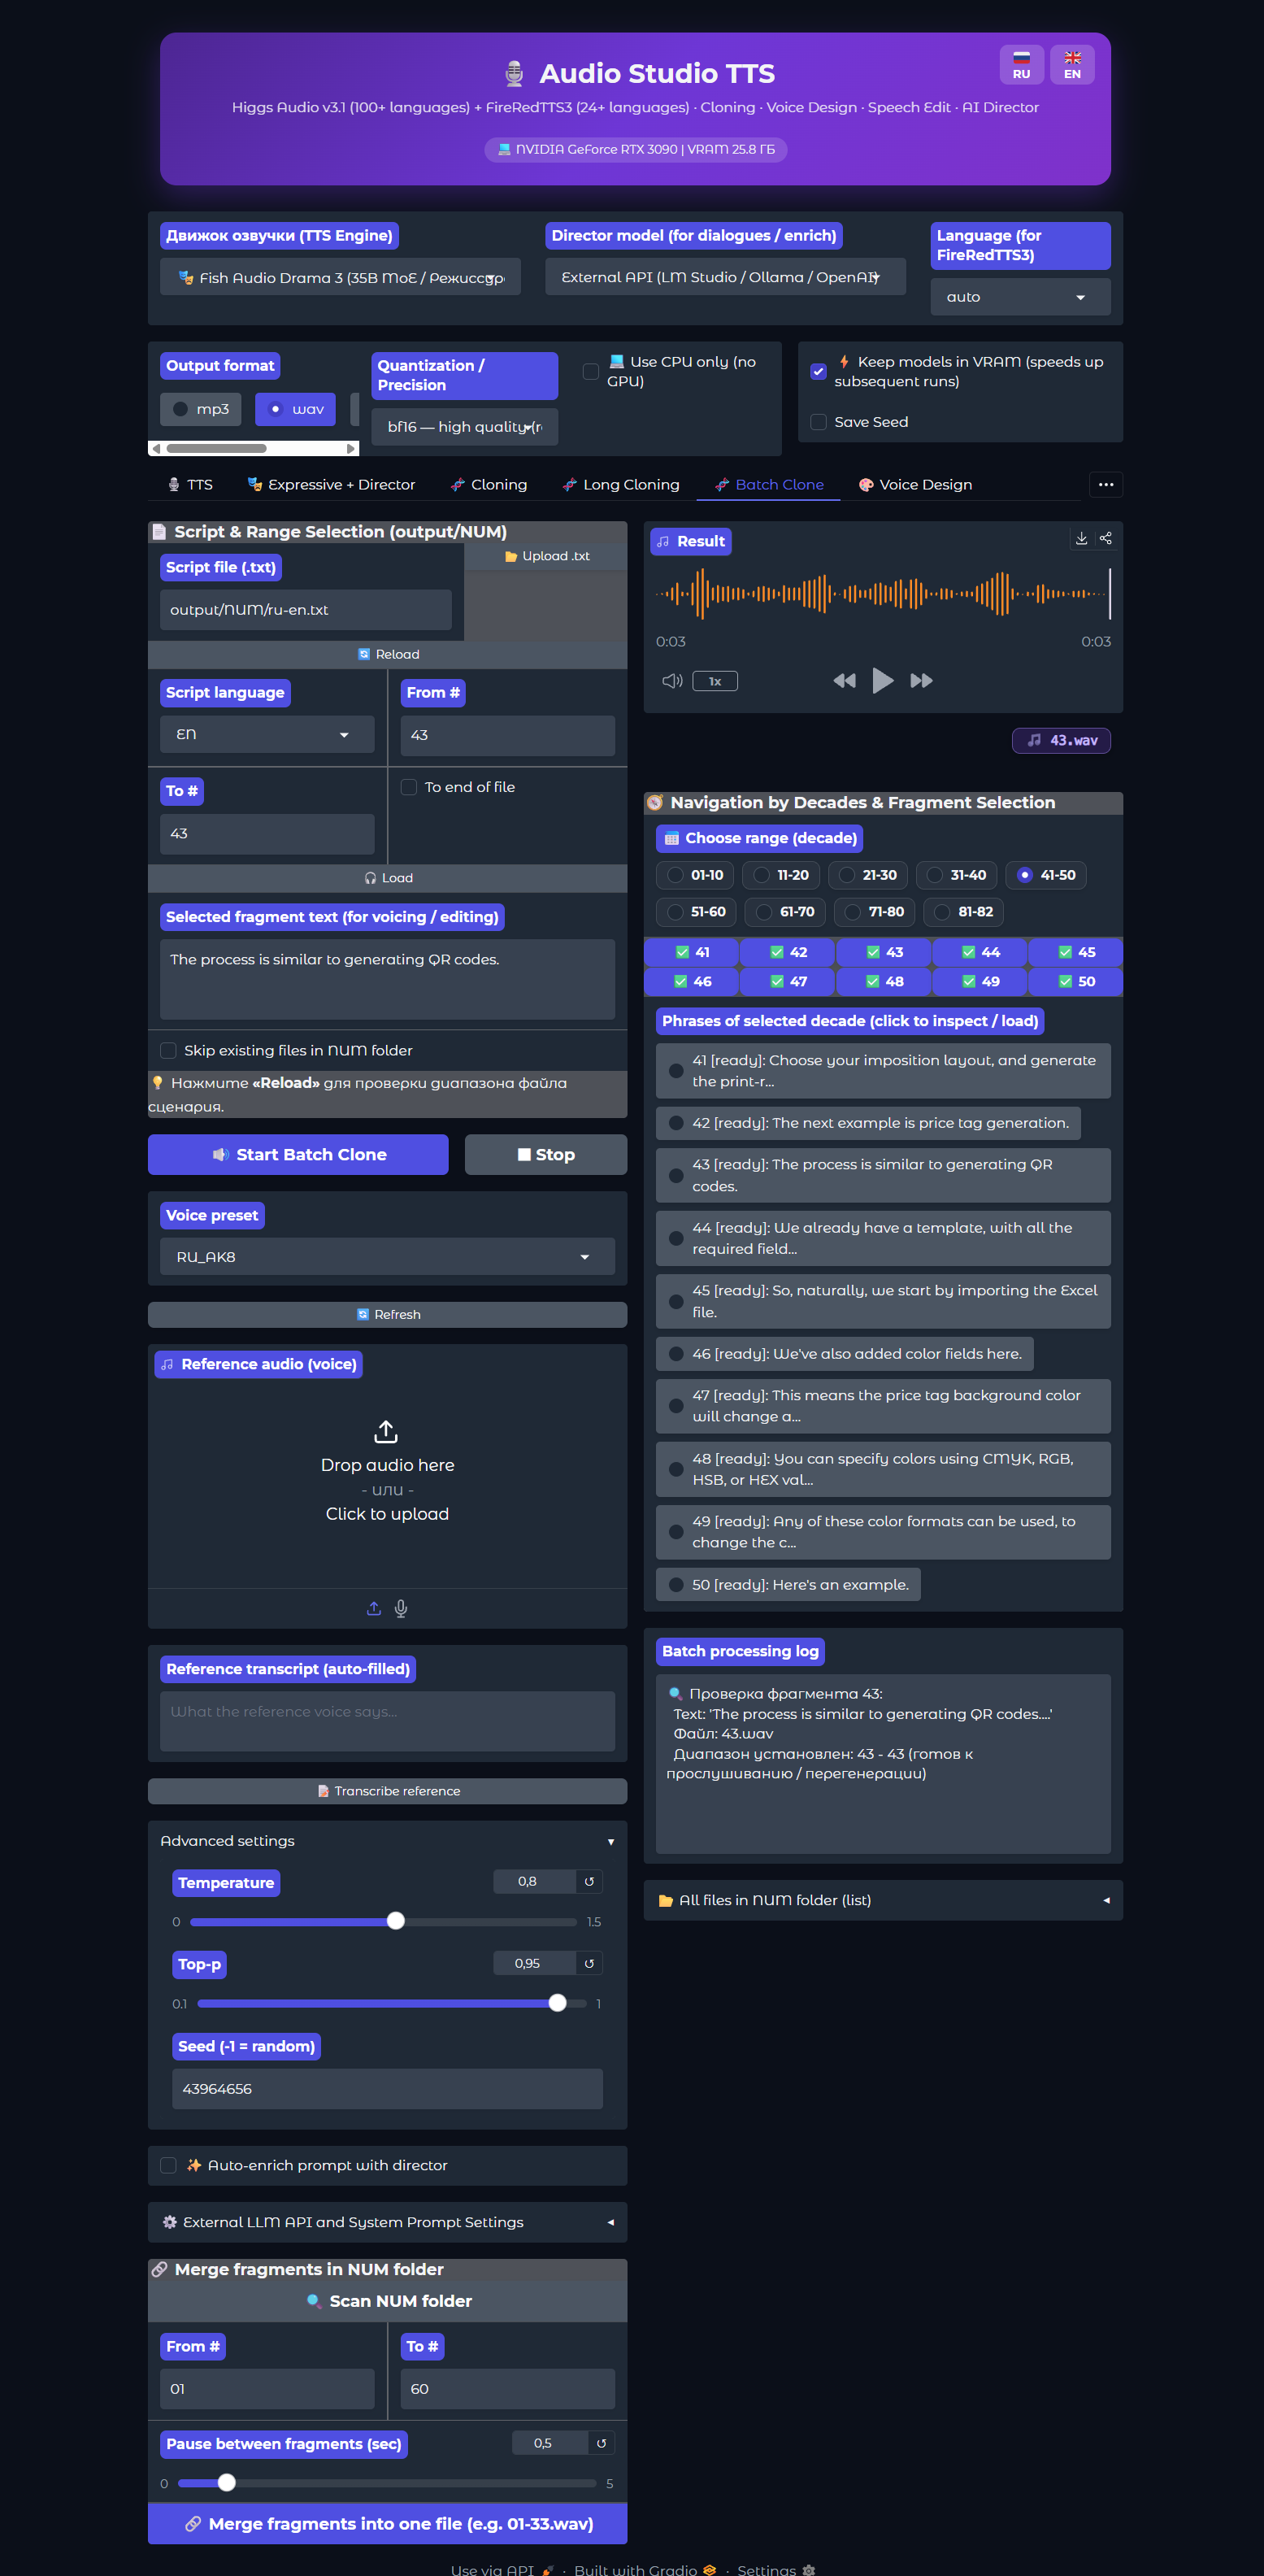 Audio Studio TTS
RU
EN
Higgs Audio v3.1 (100+ languages) + FireRedTTS3 (24+ languages) · Cloning · Voice Design · Speech Edit · AI Director
NVIDIA GeForce RTX 3090 | VRAM 25.8 ГБ
Движок озвучки (TTS Engine)
Fish Audio Drama 3 (35B MoE / Режиссур
Director model (for dialogues / enrich)
External API (LM Studio / Ollama / OpenAI)
Language (for
FireRedTTS3)
auto
Output format
mp3
wav
Quantization /
Precision
bf16 — high quality (r
Use CPU only (no
GPU)
Keep models in VRAM (speeds up
subsequent runs)
Save Seed
TTS
Expressive + Director
Cloning
Long Cloning
Batch Clone
Voice Design
Script & Range Selection (output/NUM)
Script file (.txt)
output/NUM/ru-en.txt
Upload .txt
Reload
Script language
EN
From #
43
To #
43
To end of file
Load
Selected fragment text (for voicing / editing)
The process is similar to generating QR codes.
Skip existing files in NUM folder
Нажмите «Reload» для проверки диапазона файла
сценария.
Start Batch Clone
Stop
Voice preset
RU_AK8
Refresh
Reference audio (voice)
Drop audio here
- или -
Click to upload
Reference transcript (auto-filled)
What the reference voice says...
Transcribe reference
Advanced settings
Temperature
0,8
0
1.5
Top-p
0,95
0.1
1
Seed (-1 = random)
43964656
Auto-enrich prompt with director
External LLM API and System Prompt Settings
Merge fragments in NUM folder
Scan NUM folder
From #
01
To #
60
Pause between fragments (sec)
0,5
0
5
Merge fragments into one file (e.g. 01-33.wav)
Result
0:03
0:03
1x
43.wav
Navigation by Decades & Fragment Selection
Choose range (decade)
01-10
11-20
21-30
31-40
41-50
51-60
61-70
71-80
81-82
41
42
43
44
45
46
47
48
49
50
Phrases of selected decade (click to inspect / load)
41 [ready]: Choose your imposition layout, and generate
the print-r...
42 [ready]: The next example is price tag generation.
43 [ready]: The process is similar to generating QR
codes.
44 [ready]: We already have a template, with all the
required field...
45 [ready]: So, naturally, we start by importing the Excel
file.
46 [ready]: We've also added color fields here.
47 [ready]: This means the price tag background color
will change a...
48 [ready]: You can specify colors using CMYK, RGB,
HSB, or HEX val...
49 [ready]: Any of these color formats can be used, to
change the c...
50 [ready]: Here's an example.
Batch processing log
Проверка фрагмента 43:
Text: 'The process is similar to generating QR codes....'
Файл: 43.wav
Диапазон установлен: 43 - 43 (готов к
прослушиванию / перегенерации)
All files in NUM folder (list)
Use via API
·
Built with Gradio
·
Settings